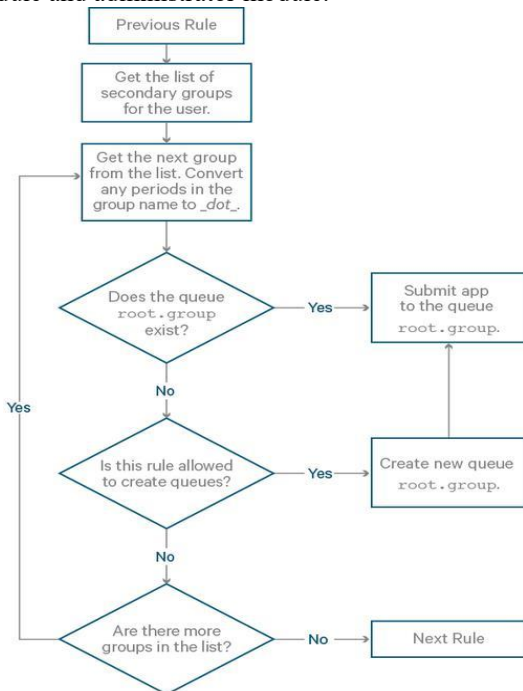 Previous Rule
Get the list of
secondary groups
for the user.
Get the next group
from the list. Convert
any periods in the
group name to _dot_.
Does the queue
root.group
exist?
Yes
Submit app
to the queue
root.group.
No
Yes
Is this rule allowed
to create queues?
Yes
Create new queue
root.group.
No
Are there more
groups in the list?
No
Next Rule